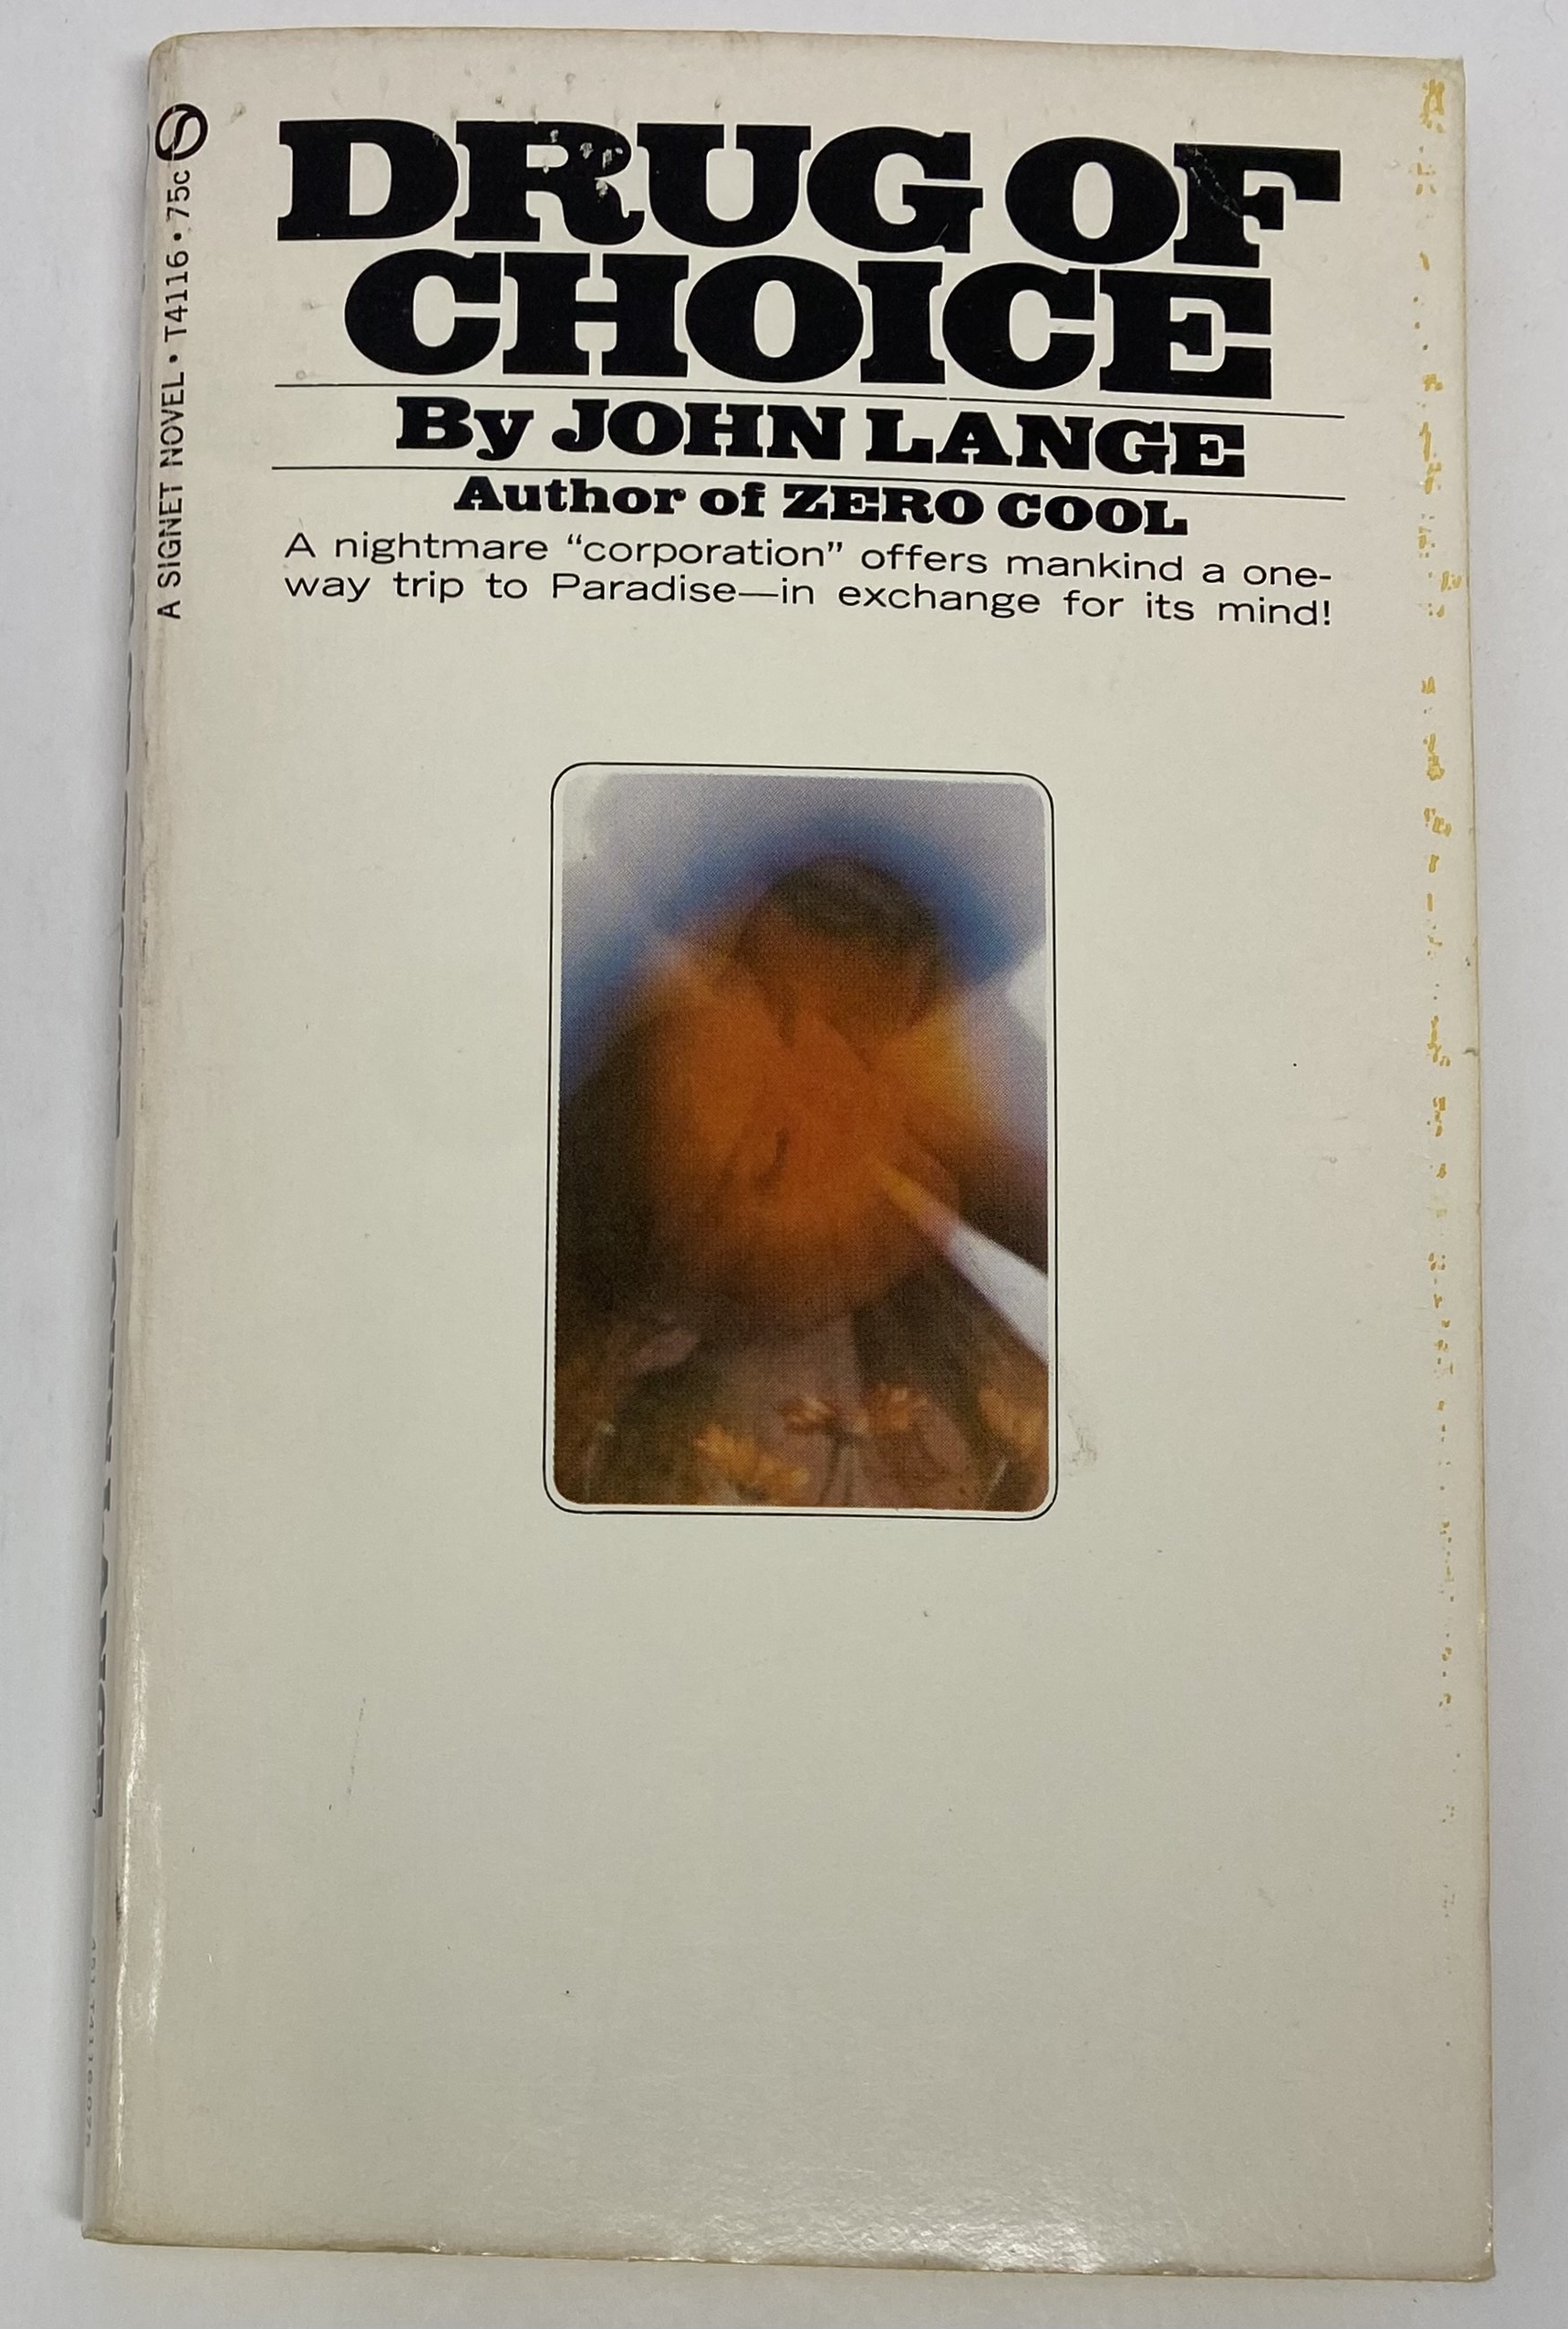 A SIGNET NOVEL • T4116 • 75c
DRUG OF
CHOICE
By JOHN LANGE
Author of ZERO COOL
A nightmare “corporation” offers mankind a one-
way trip to Paradise—in exchange for its mind!